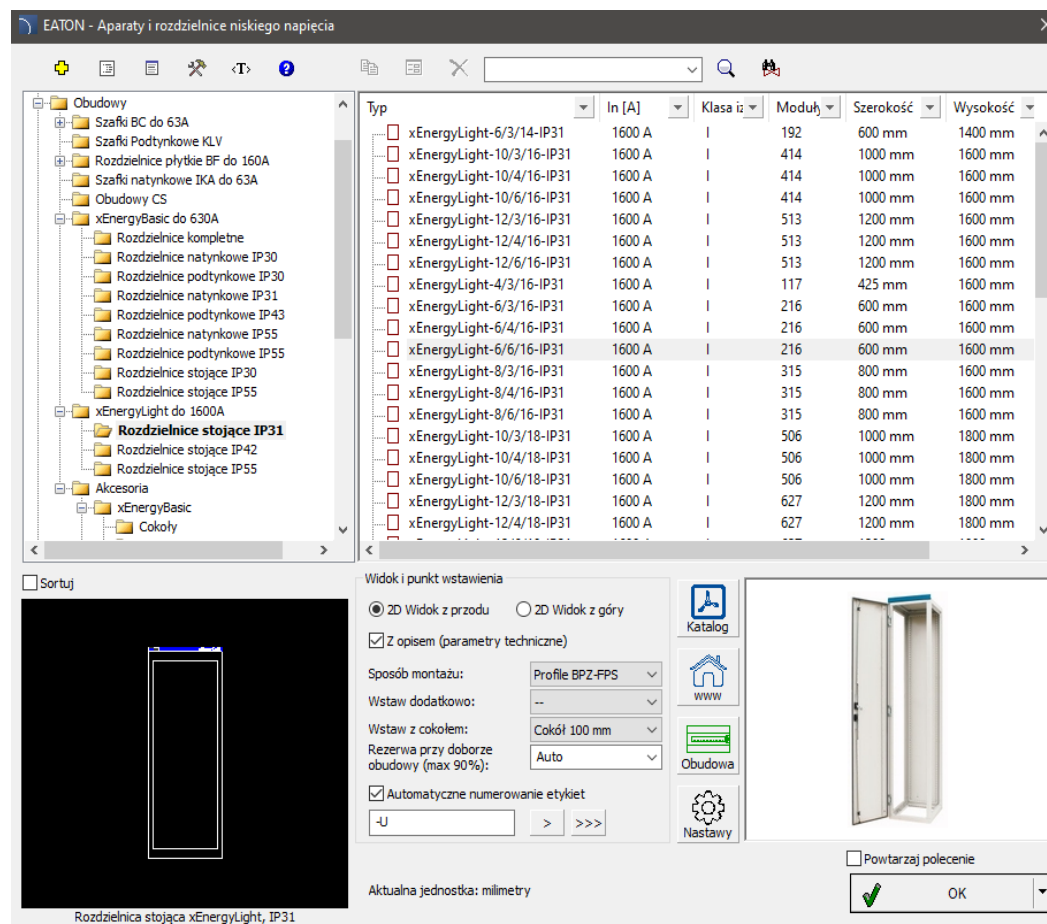 EATON - Aparaty i rozdzielnice niskiego napięcia
‹T›
Obudowy
Szafki BC do 63A
Szafki Podtynkowe KLV
Rozdzielnice płytkie BF do 160A
Szafki natynkowe IKA do 63A
Obudowy CS
xEnergyBasic do 630A
Rozdzielnice kompletne
Rozdzielnice natynkowe IP30
Rozdzielnice podtynkowe IP30
Rozdzielnice natynkowe IP31
Rozdzielnice podtynkowe IP43
Rozdzielnice natynkowe IP55
Rozdzielnice podtynkowe IP55
Rozdzielnice stojące IP30
Rozdzielnice stojące IP55
xEnergyLight do 1600A
Rozdzielnice stojące IP31
Rozdzielnice stojące IP42
Rozdzielnice stojące IP55
Akcesoria
xEnergyBasic
Cokoły
Typ In [A] Klasa iz Moduły Szerokość Wysokość
xEnergyLight-6/3/14-IP31 1600 A I 192 600 mm 1400 mm
xEnergyLight-10/3/16-IP31 1600 A I 414 1000 mm 1600 mm
xEnergyLight-10/4/16-IP31 1600 A I 414 1000 mm 1600 mm
xEnergyLight-10/6/16-IP31 1600 A I 414 1000 mm 1600 mm
xEnergyLight-12/3/16-IP31 1600 A I 513 1200 mm 1600 mm
xEnergyLight-12/4/16-IP31 1600 A I 513 1200 mm 1600 mm
xEnergyLight-12/6/16-IP31 1600 A I 513 1200 mm 1600 mm
xEnergyLight-4/3/16-IP31 1600 A I 117 425 mm 1600 mm
xEnergyLight-6/3/16-IP31 1600 A I 216 600 mm 1600 mm
xEnergyLight-6/4/16-IP31 1600 A I 216 600 mm 1600 mm
xEnergyLight-6/6/16-IP31 1600 A I 216 600 mm 1600 mm
xEnergyLight-8/3/16-IP31 1600 A I 315 800 mm 1600 mm
xEnergyLight-8/4/16-IP31 1600 A I 315 800 mm 1600 mm
xEnergyLight-8/6/16-IP31 1600 A I 315 800 mm 1600 mm
xEnergyLight-10/3/18-IP31 1600 A I 506 1000 mm 1800 mm
xEnergyLight-10/4/18-IP31 1600 A I 506 1000 mm 1800 mm
xEnergyLight-10/6/18-IP31 1600 A I 506 1000 mm 1800 mm
xEnergyLight-12/3/18-IP31 1600 A I 627 1200 mm 1800 mm
xEnergyLight-12/4/18-IP31 1600 A I 627 1200 mm 1800 mm
Sortuj
Rozdzielnica stojąca xEnergyLight, IP31
Widok i punkt wstawienia
2D Widok z przodu 2D Widok z góry
Z opisem (parametry techniczne)
Sposób montażu: Profile BPZ-FPS
Wstaw dodatkowo: --
Wstaw z cokołem: Cokół 100 mm
Rezerwa przy doborze
obudowy (max 90%): Auto
Automatyczne numerowanie etykiet
-U > >>>
Aktualna jednostka: milimetry
Katalog
www
Obudowa
Nastawy
Powtarzaj polecenie
OK